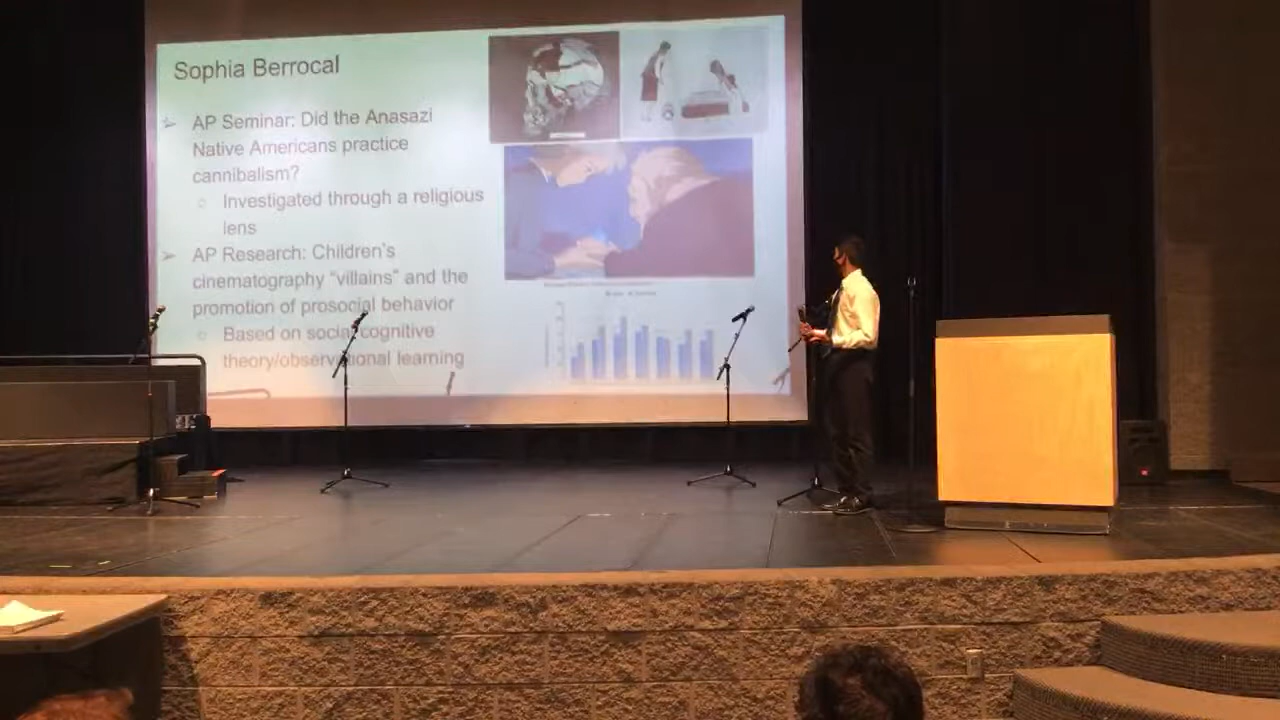 Sophia Berrocal
AP Seminar: Did the Anasazi
Native Americans practice
cannibalism?
Investigated through a religious
lens
AP Research: Children's
cinematography "villains" and the
promotion of prosocial behavior
Based on social cognitive
theory/observational learning